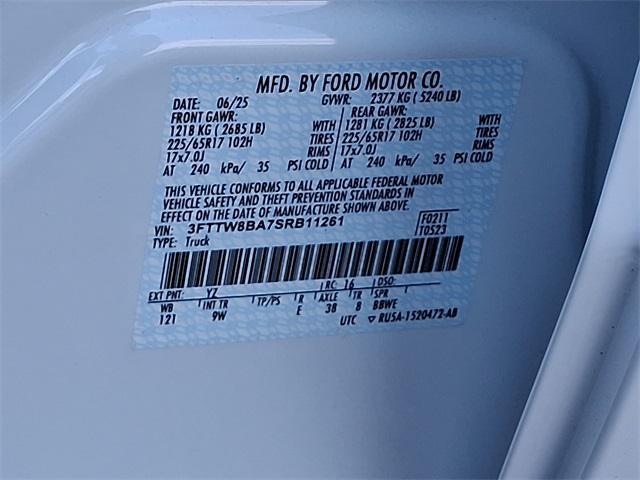 MFD. BY FORD MOTOR CO.
DATE: 06/25 GVWR: 2377 KG ( 5240 LB)
FRONT GAWR: REAR GAWR:
1218 KG ( 2685 LB) WITH 1281 KG ( 2825 LB) WITH
225/65R17 102H TIRES 225/65R17 102H TIRES
17x7.0J RIMS 17x7.0J RIMS
AT 240 kPa/ 35 PSI COLD AT 240 kPa/ 35 PSI COLD
THIS VEHICLE CONFORMS TO ALL APPLICABLE FEDERAL MOTOR
VEHICLE SAFETY AND THEFT PREVENTION STANDARDS IN
EFFECT ON THE DATE OF MANUFACTURE SHOWN ABOVE.
VIN: 3FTTW8BA7SRB11261 F0211
TYPE: Truck T0523
EXT PNT: YZ RC: 16 DSO:
WB INT TR TP/PS R AXLE TR SPR
121 9W E 38 8 BBWE
UTC ▽ RU5A-1520472-AB